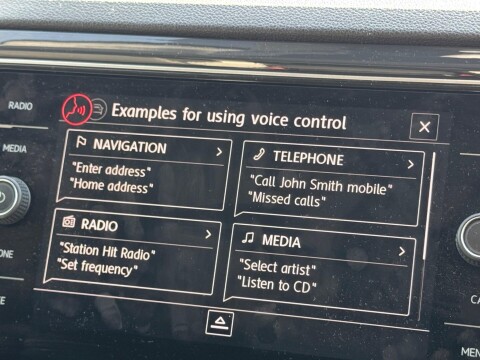 Examples for using voice control
RADIO
MEDIA
NAVIGATION
"Enter address"
"Home address"
TELEPHONE
"Call John Smith mobile"
"Missed calls"
RADIO
"Station Hit Radio"
"Set frequency"
MEDIA
"Select artist"
"Listen to CD"